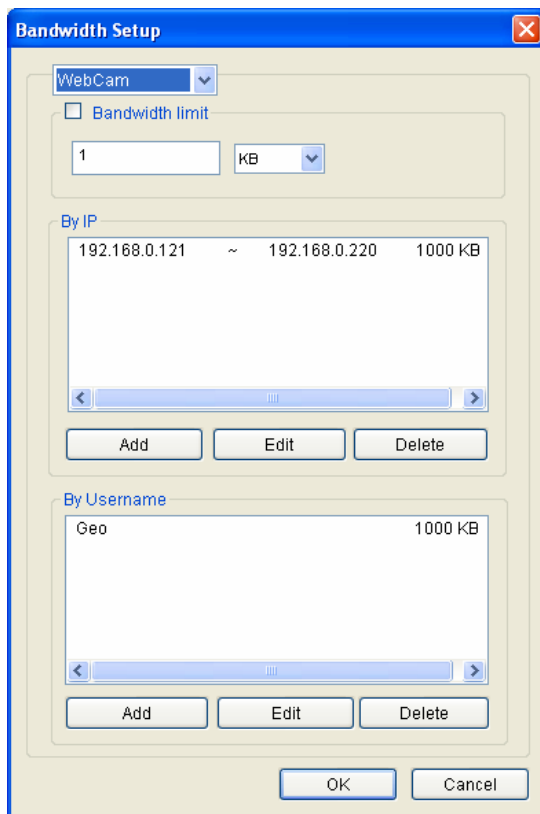 Bandwidth Setup
WebCam
Bandwidth limit
1 KB
By IP
192.168.0.121 ~ 192.168.0.220 1000 KB
Add Edit Delete
By Username
Geo 1000 KB
Add Edit Delete
OK Cancel